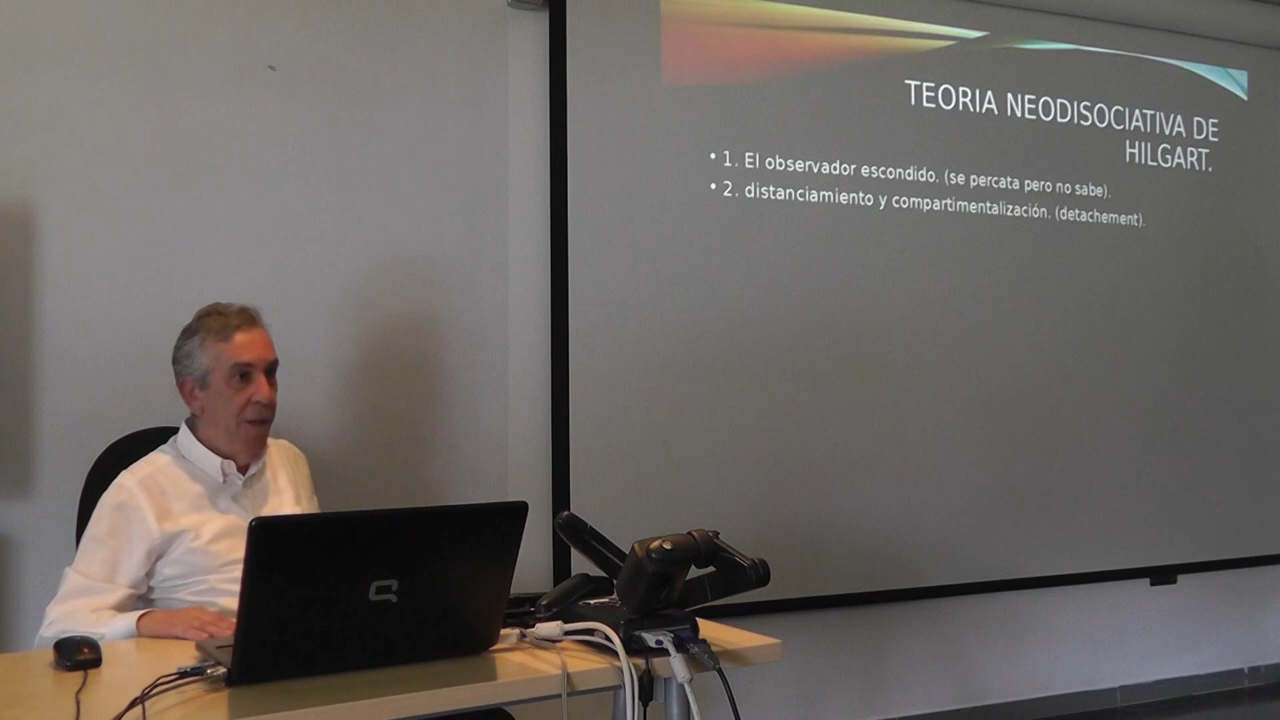 TEORIA NEODISOCIATIVA DE
HILGART.
• 1. El observador escondido. (se percata pero no sabe).
• 2. distanciamiento y compartimentalización. (detachement).